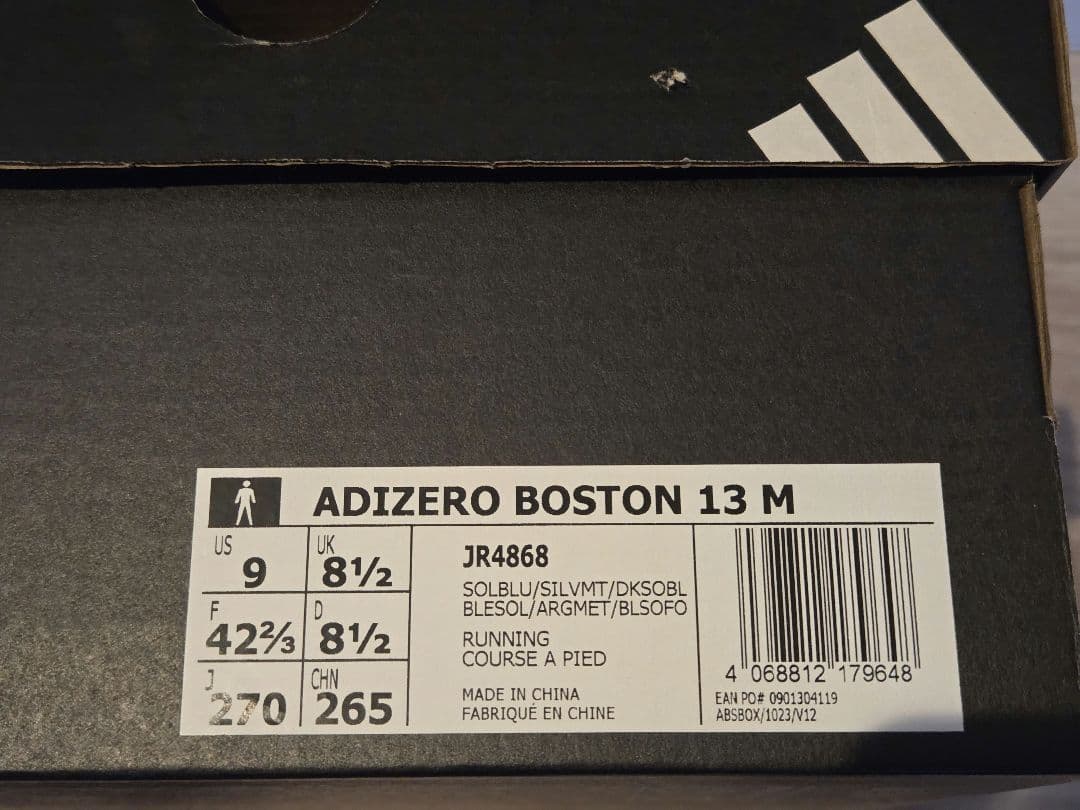 ADIZERO BOSTON 13 M
US 9
UK 8½
F 42⅔
D 8½
J 270
CHN 265
JR4868
SOLBLU/SILVMT/DKSOBL
BLESOL/ARGMET/BLSOFO
RUNNING
COURSE A PIED
MADE IN CHINA
FABRIQUÉ EN CHINE
4 068812 179648
EAN PO# 0901304119
ABSBOX/1023/V12